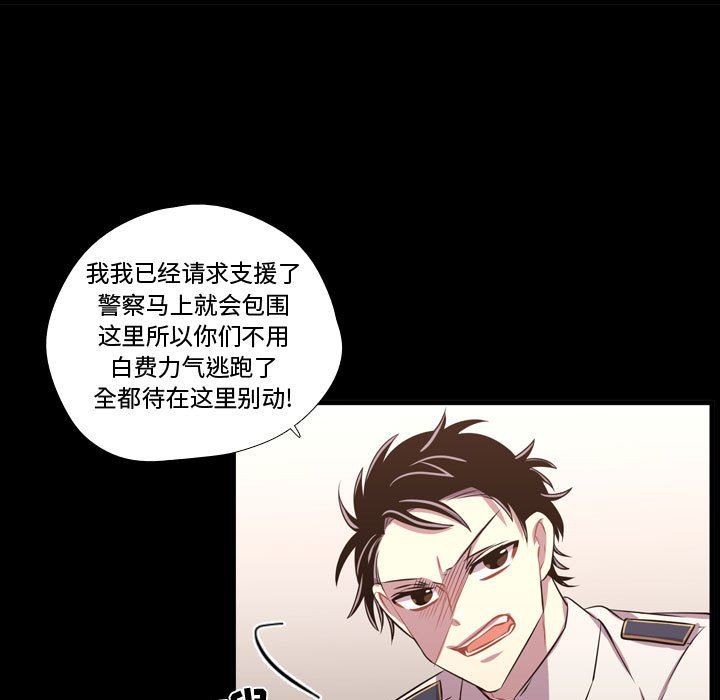 我我已经请求支援了
警察马上就会包围
这里所以你们不用
白费力气逃跑了
全都待在这里别动!